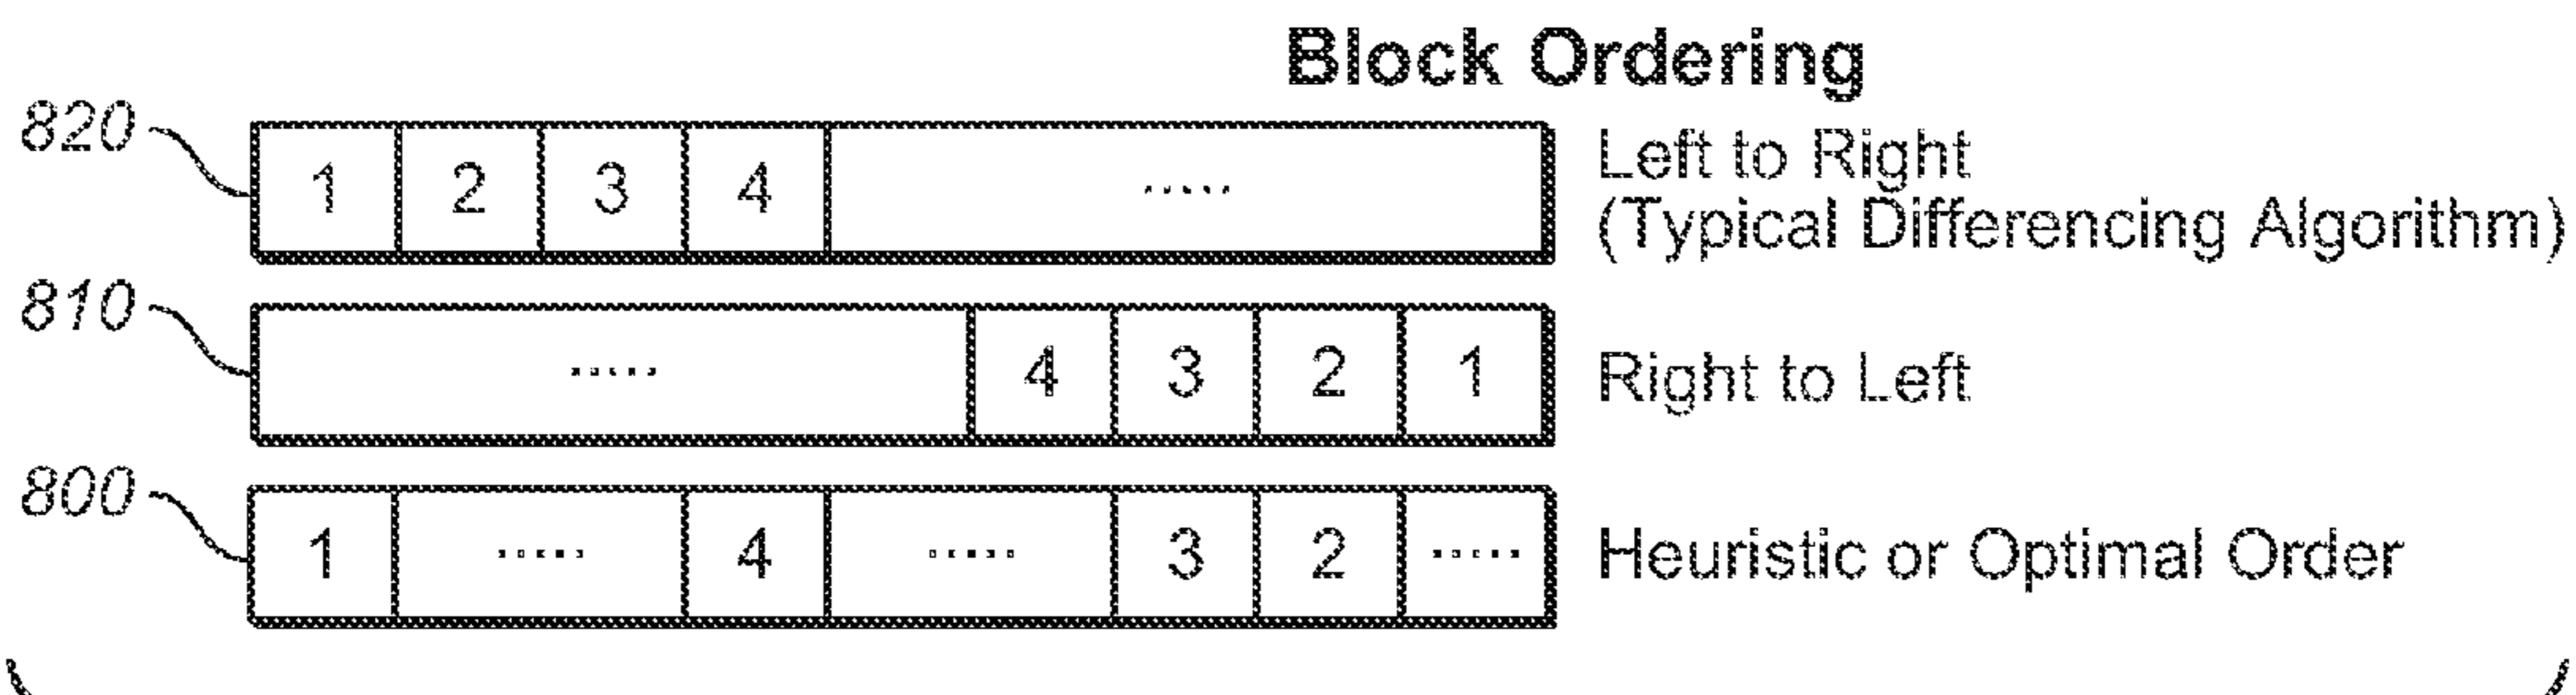 Block Ordering
820 1 2 3 4 ..... Left to Right
(Typical Differencing Algorithm)
810 ..... 4 3 2 1 Right to Left
800 1 ..... 4 ..... 3 2 ..... Heuristic or Optimal Order